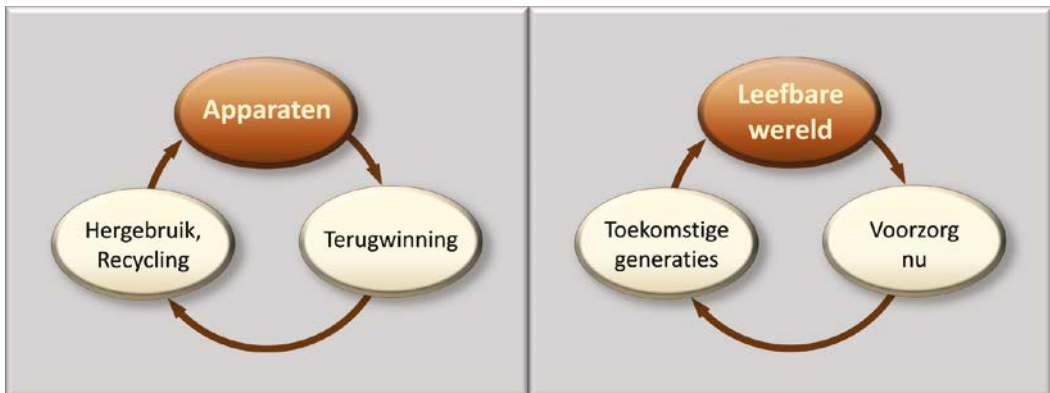 Apparaten
Hergebruik,
Recycling
Terugwinning
Leefbare
wereld
Toekomstige
generaties
Voorzorg
nu